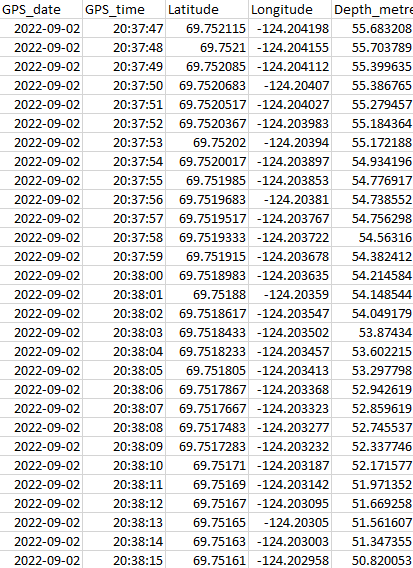 GPS_date GPS_time Latitude Longitude Depth_metre
2022-09-02 20:37:47 69.752115 -124.204198 55.683208
2022-09-02 20:37:48 69.7521 -124.204155 55.703789
2022-09-02 20:37:49 69.752085 -124.204112 55.399635
2022-09-02 20:37:50 69.7520683 -124.20407 55.386765
2022-09-02 20:37:51 69.7520517 -124.204027 55.279457
2022-09-02 20:37:52 69.7520367 -124.203983 55.184364
2022-09-02 20:37:53 69.75202 -124.20394 55.172188
2022-09-02 20:37:54 69.7520017 -124.203897 54.934196
2022-09-02 20:37:55 69.751985 -124.203853 54.776917
2022-09-02 20:37:56 69.7519683 -124.20381 54.738552
2022-09-02 20:37:57 69.7519517 -124.203767 54.756298
2022-09-02 20:37:58 69.7519333 -124.203722 54.56316
2022-09-02 20:37:59 69.751915 -124.203678 54.382412
2022-09-02 20:38:00 69.7518983 -124.203635 54.214584
2022-09-02 20:38:01 69.75188 -124.20359 54.148544
2022-09-02 20:38:02 69.7518617 -124.203547 54.049179
2022-09-02 20:38:03 69.7518433 -124.203502 53.87434
2022-09-02 20:38:04 69.7518233 -124.203457 53.602215
2022-09-02 20:38:05 69.751805 -124.203413 53.297798
2022-09-02 20:38:06 69.7517867 -124.203368 52.942619
2022-09-02 20:38:07 69.7517667 -124.203323 52.859619
2022-09-02 20:38:08 69.7517483 -124.203277 52.745537
2022-09-02 20:38:09 69.7517283 -124.203232 52.337746
2022-09-02 20:38:10 69.75171 -124.203187 52.171577
2022-09-02 20:38:11 69.75169 -124.203142 51.971352
2022-09-02 20:38:12 69.75167 -124.203095 51.669258
2022-09-02 20:38:13 69.75165 -124.20305 51.561607
2022-09-02 20:38:14 69.75163 -124.203003 51.347355
2022-09-02 20:38:15 69.75161 -124.202958 50.820053